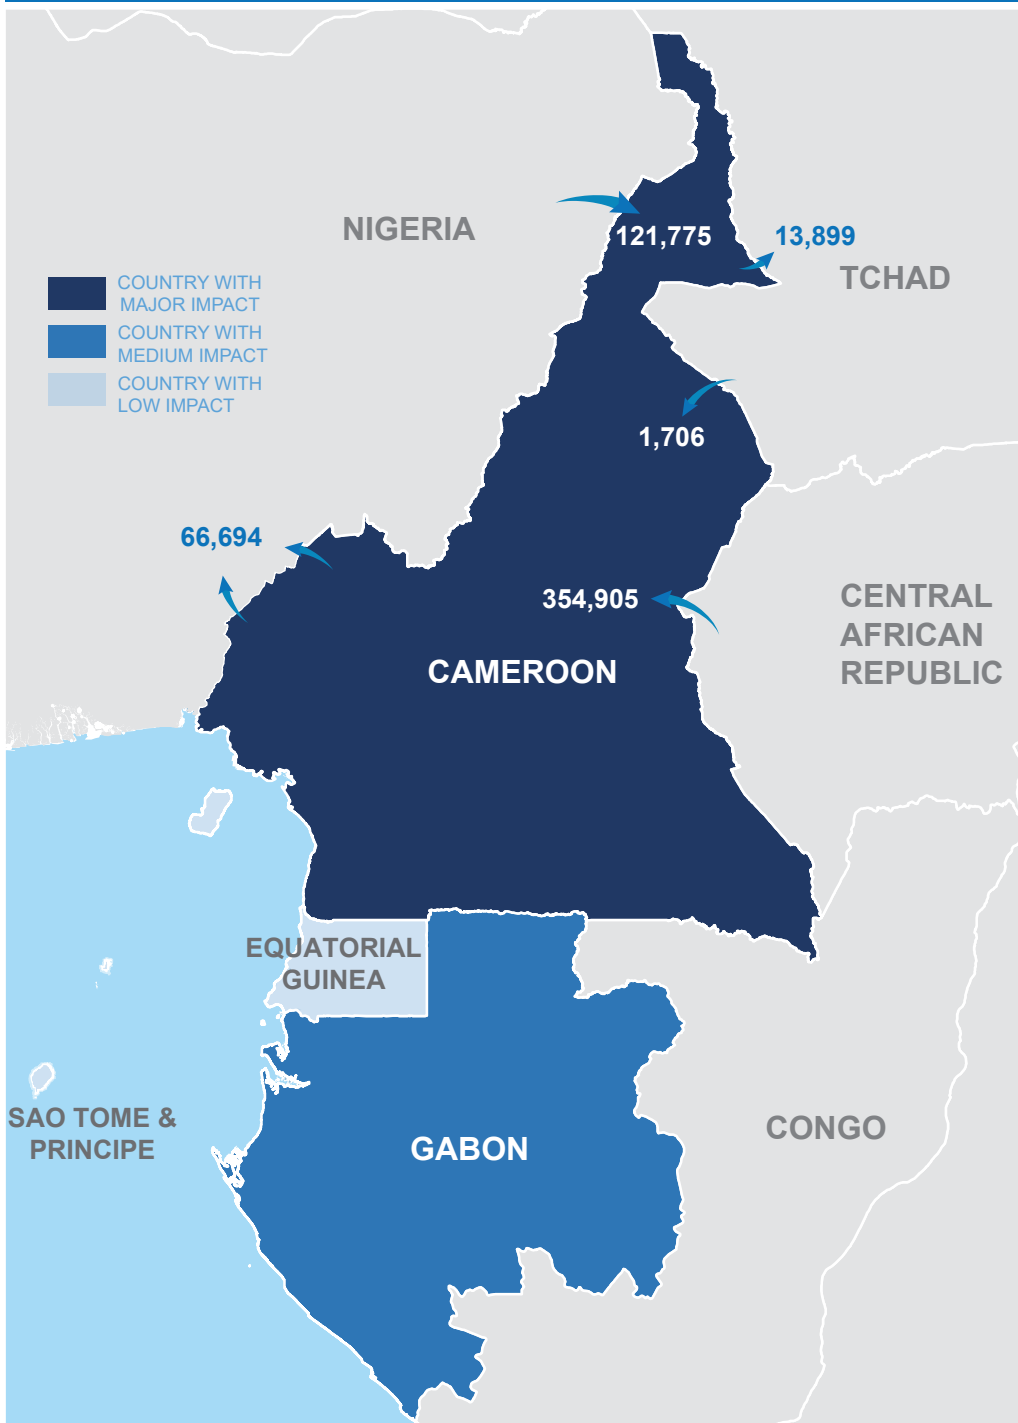 NIGERIA
121,775
13,899
TCHAD
COUNTRY WITH
MAJOR IMPACT
COUNTRY WITH
MEDIUM IMPACT
COUNTRY WITH
LOW IMPACT
1,706
66,694
354,905
CENTRAL
AFRICAN
REPUBLIC
CAMEROON
EQUATORIAL
GUINEA
SAO TOME &
PRINCIPE
GABON
CONGO